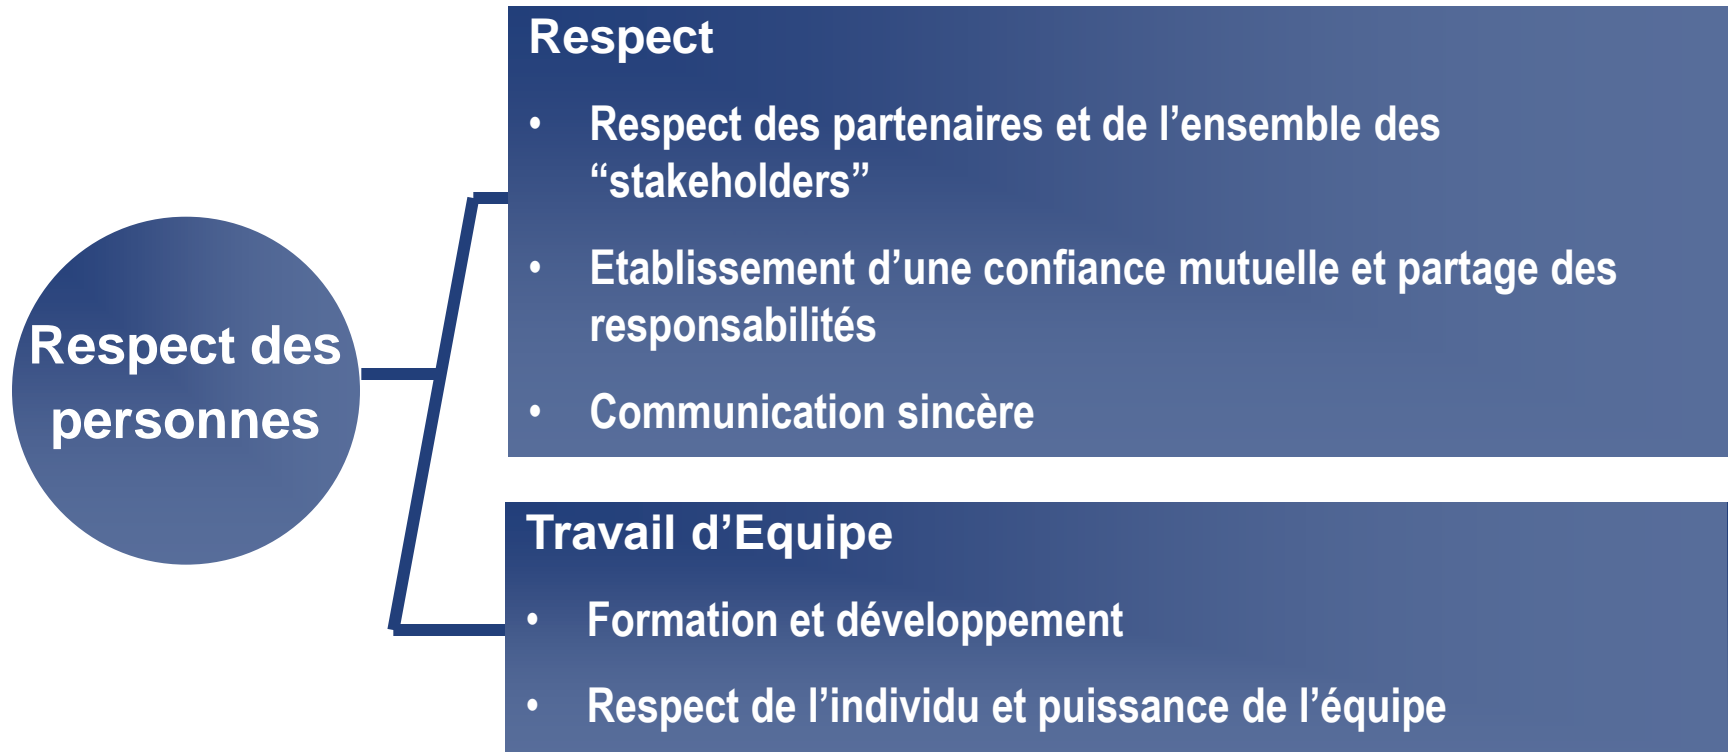 Respect des
personnes
Respect
• Respect des partenaires et de l’ensemble des
“stakeholders”
• Etablissement d’une confiance mutuelle et partage des
responsabilités
• Communication sincère
Travail d’Equipe
• Formation et développement
• Respect de l’individu et puissance de l’équipe